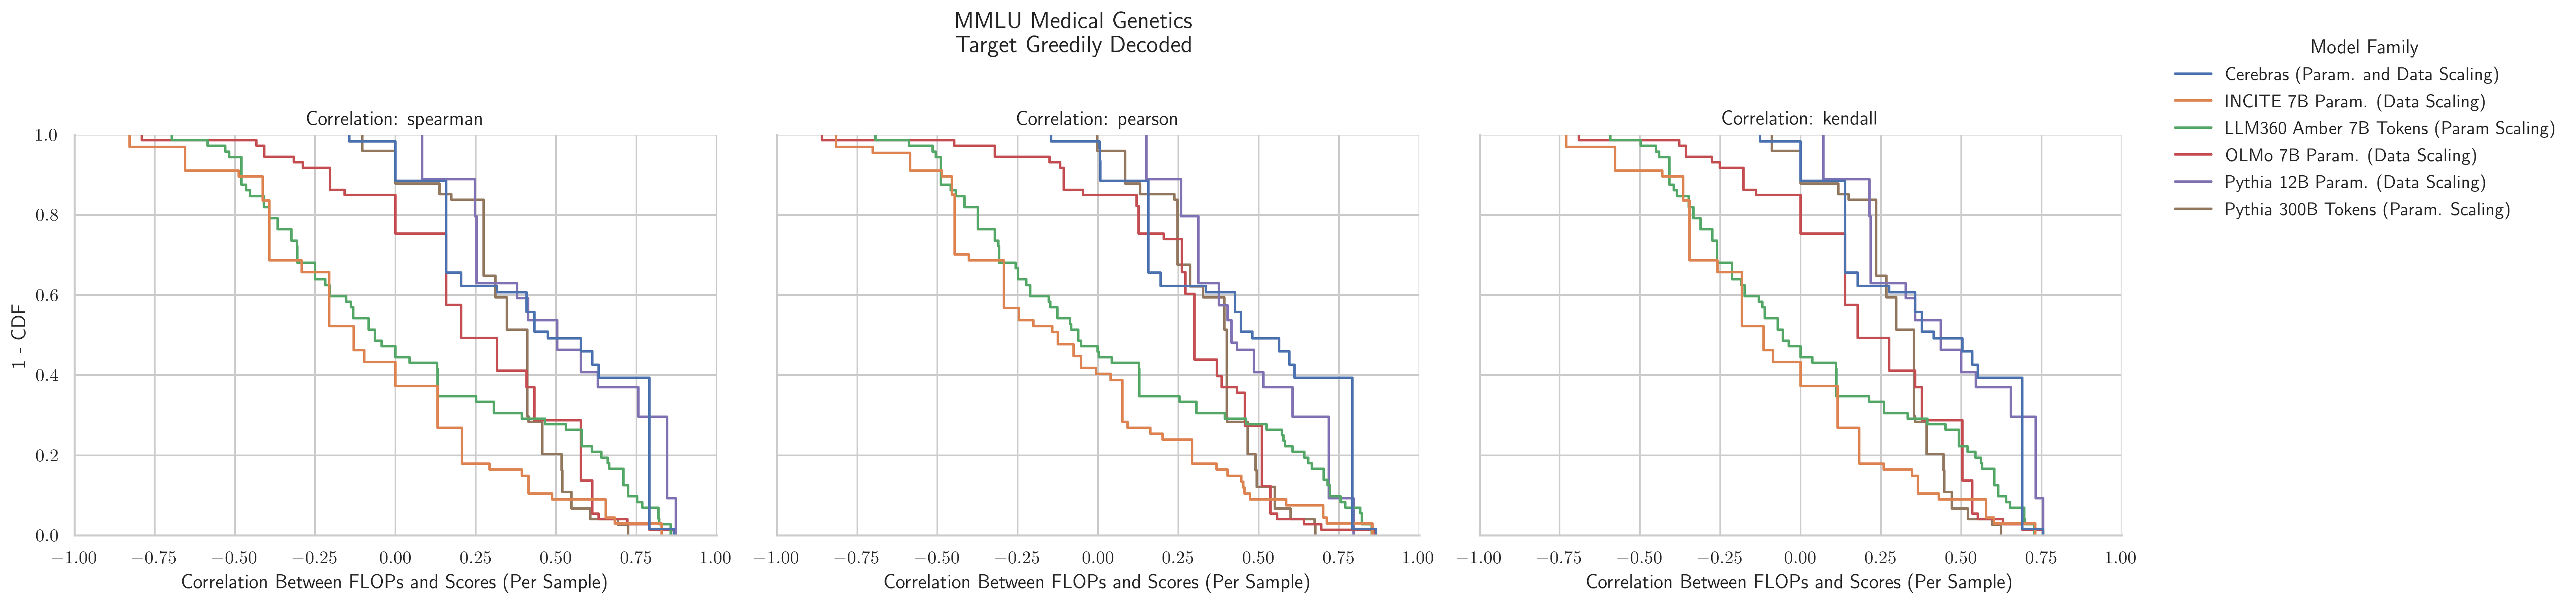 MMLU Medical Genetics
Target Greedily Decoded
Model Family
Cerebras (Param. and Data Scaling)
INCITE 7B Param. (Data Scaling)
LLM360 Amber 7B Tokens (Param Scaling)
OLMo 7B Param. (Data Scaling)
Pythia 12B Param. (Data Scaling)
Pythia 300B Tokens (Param. Scaling)
Correlation: spearman
Correlation: pearson
Correlation: kendall
1 - CDF
1.0
0.8
0.6
0.4
0.2
0.0
−1.00 −0.75 −0.50 −0.25 0.00 0.25 0.50 0.75 1.00
−1.00 −0.75 −0.50 −0.25 0.00 0.25 0.50 0.75 1.00
−1.00 −0.75 −0.50 −0.25 0.00 0.25 0.50 0.75 1.00
Correlation Between FLOPs and Scores (Per Sample)
Correlation Between FLOPs and Scores (Per Sample)
Correlation Between FLOPs and Scores (Per Sample)